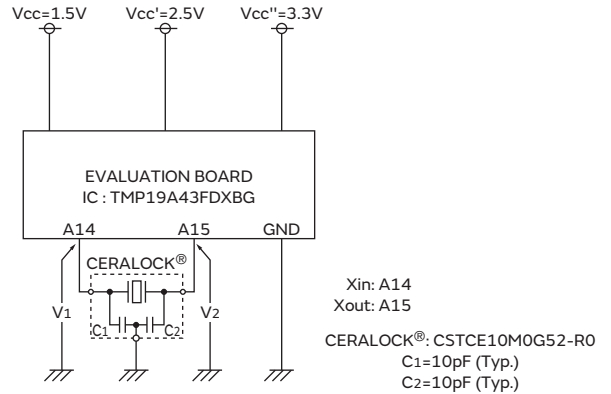 Vcc=1.5V Vcc'=2.5V Vcc"=3.3V
EVALUATION BOARD
IC : TMP19A43FDXBG
A14 A15 GND
CERALOCK®
V1 C1 C2 V2
Xin: A14
Xout: A15
CERALOCK®: CSTCE10M0G52-R0
C1=10pF (Typ.)
C2=10pF (Typ.)